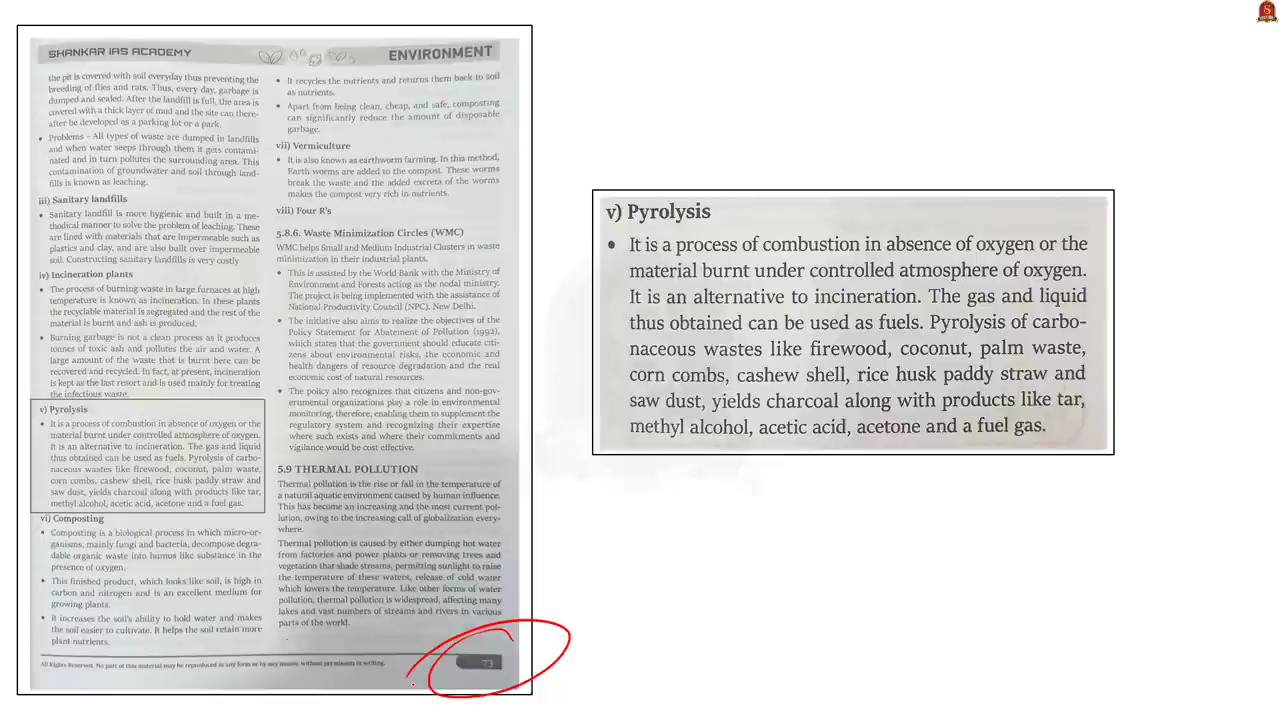 SHANKAR IAS ACADEMY
ENVIRONMENT
the pit is covered with soil everyday thus preventing the
breeding of flies and rats. Thus, every day, garbage is
dumped and sealed. After the landfill is full, the area is
covered with a thick layer of mud and the site can there-
after be developed as a parking lot or a park.
• Problems - All types of waste are dumped in landfills
and when water seeps through them it gets contami-
nated and in turn pollutes the surrounding area. This
contamination of groundwater and soil through land-
fills is known as leaching.
iii) Sanitary landfills
• Sanitary landfill is more hygienic and built in a me-
thodical manner to solve the problem of leaching. These
are lined with materials that are impermeable such as
plastics and clay, and are also built over impermeable
soil. Constructing sanitary landfills is very costly
iv) Incineration plants
• The process of burning waste in large furnaces at high
temperature is known as incineration. In these plants
the recyclable material is segregated and the rest of the
material is burnt and ash is produced.
• Burning garbage is not a clean process as it produces
tonnes of toxic ash and pollutes the air and water. A
large amount of the waste that is burnt here can be
recovered and recycled. In fact, at present, incineration
is kept as the last resort and is used mainly for treating
the infectious waste.
v) Pyrolysis
• It is a process of combustion in absence of oxygen or the
material burnt under controlled atmosphere of oxygen.
It is an alternative to incineration. The gas and liquid
thus obtained can be used as fuels. Pyrolysis of carbo-
naceous wastes like firewood, coconut, palm waste,
corn combs, cashew shell, rice husk paddy straw and
saw dust, yields charcoal along with products like tar,
methyl alcohol, acetic acid, acetone and a fuel gas.
vi) Composting
• Composting is a biological process in which micro-or-
ganisms, mainly fungi and bacteria, decompose degra-
dable organic waste into humus like substance in the
presence of oxygen.
• This finished product, which looks like soil, is high in
carbon and nitrogen and is an excellent medium for
growing plants.
• It increases the soil's ability to hold water and makes
the soil easier to cultivate. It helps the soil retain more
plant nutrients.
• It recycles the nutrients and returns them back to soil
as nutrients.
• Apart from being clean, cheap, and safe, composting
can significantly reduce the amount of disposable
garbage.
vii) Vermiculture
• It is also known as earthworm farming. In this method,
Earth worms are added to the compost. These worms
break the waste and the added excreta of the worms
makes the compost very rich in nutrients.
viii) Four R's
5.8.6. Waste Minimization Circles (WMC)
WMC helps Small and Medium Industrial Clusters in waste
minimization in their industrial plants.
• This is assisted by the World Bank with the Ministry of
Environment and Forests acting as the nodal ministry.
The project is being implemented with the assistance of
National Productivity Council (NPC), New Delhi.
• The initiative also aims to realize the objectives of the
Policy Statement for Abatement of Pollution (1992),
which states that the government should educate citi-
zens about environmental risks, the economic and
health dangers of resource degradation and the real
economic cost of natural resources.
• The policy also recognizes that citizens and non-gov-
ernmental organizations play a role in environmental
monitoring, therefore, enabling them to supplement the
regulatory system and recognizing their expertise
where such exists and where their commitments and
vigilance would be cost effective.
5.9 THERMAL POLLUTION
Thermal pollution is the rise or fall in the temperature of
a natural aquatic environment caused by human influence.
This has become an increasing and the most current pol-
lution, owing to the increasing call of globalization every-
where.
Thermal pollution is caused by either dumping hot water
from factories and power plants or removing trees and
vegetation that shade streams, permitting sunlight to raise
the temperature of these waters, release of cold water
which lowers the temperature. Like other forms of water
pollution, thermal pollution is widespread, affecting many
lakes and vast numbers of streams and rivers in various
parts of the world.
All Rights Reserved. No part of this material may be reproduced in any form or by any means, without permission in writing.
73
v) Pyrolysis
• It is a process of combustion in absence of oxygen or the
material burnt under controlled atmosphere of oxygen.
It is an alternative to incineration. The gas and liquid
thus obtained can be used as fuels. Pyrolysis of carbo-
naceous wastes like firewood, coconut, palm waste,
corn combs, cashew shell, rice husk paddy straw and
saw dust, yields charcoal along with products like tar,
methyl alcohol, acetic acid, acetone and a fuel gas.